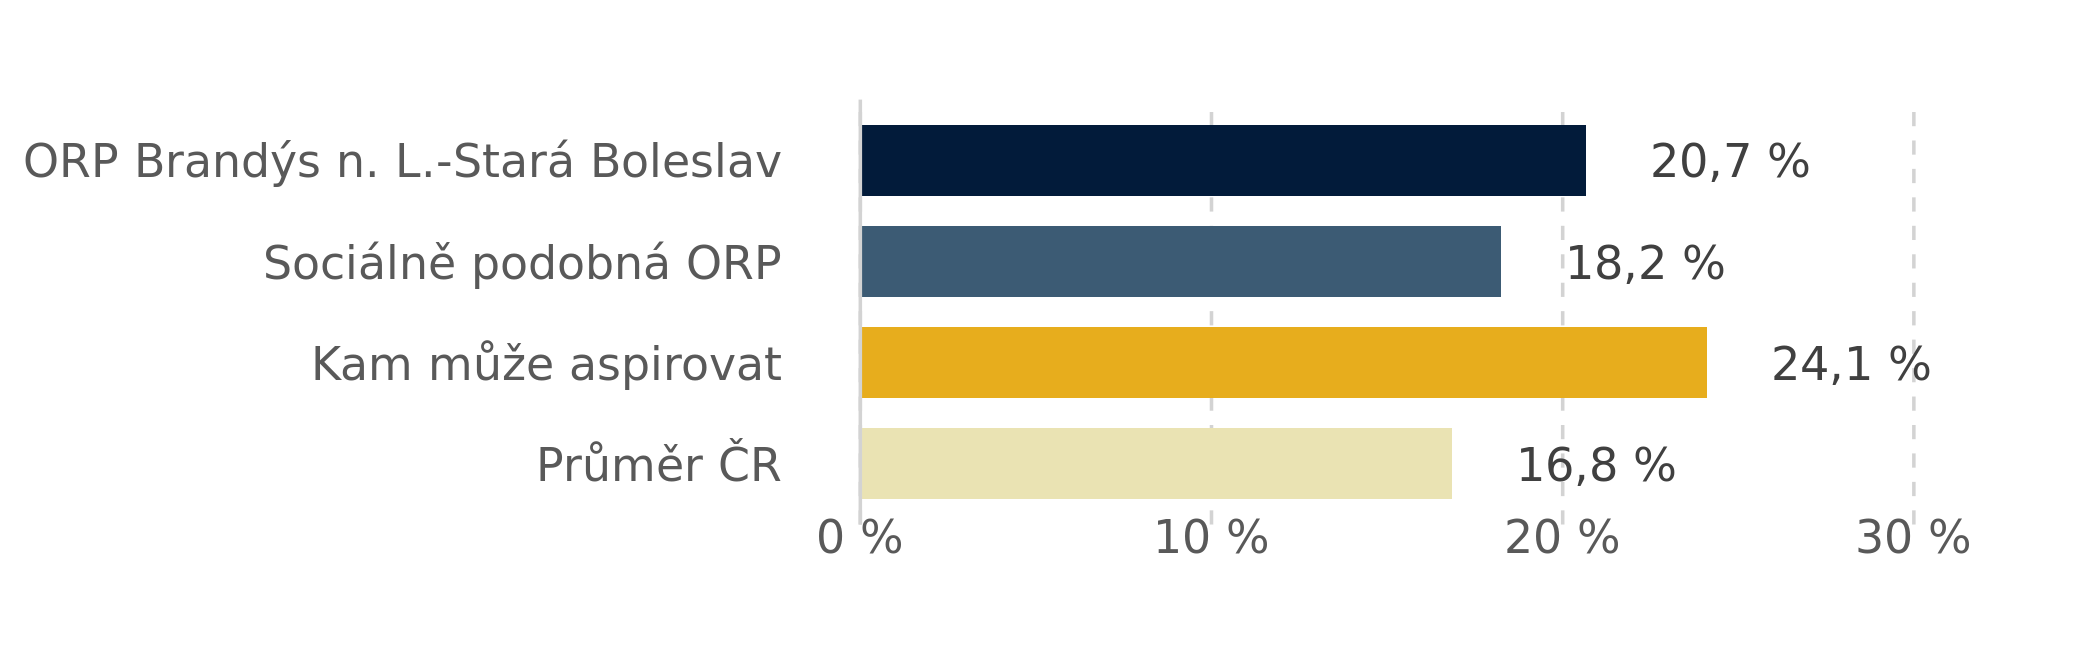 ORP Brandýs n. L.-Stará Boleslav 20,7 %
Sociálně podobná ORP 18,2 %
Kam může aspirovat 24,1 %
Průměr ČR 16,8 %
0 % 10 % 20 % 30 %